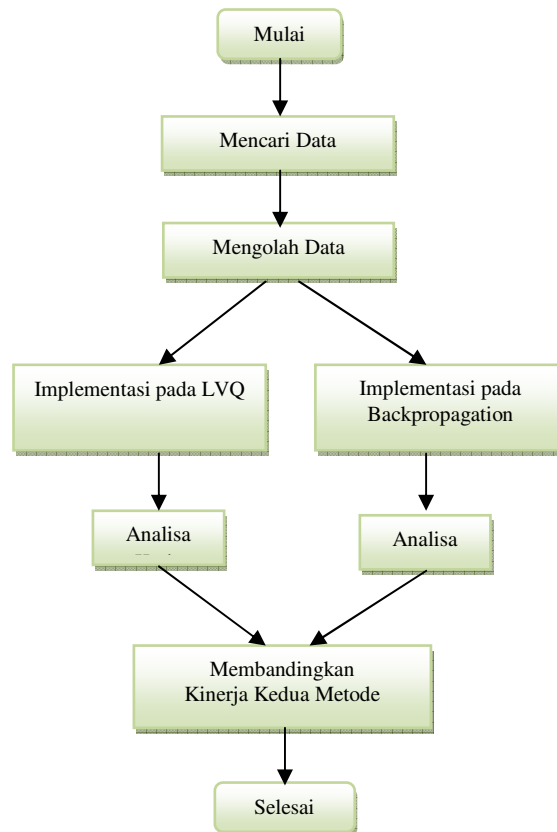 Mulai
Mencari Data
Mengolah Data
Implementasi pada LVQ
Implementasi pada
Backpropagation
Analisa
Analisa
Membandingkan
Kinerja Kedua Metode
Selesai